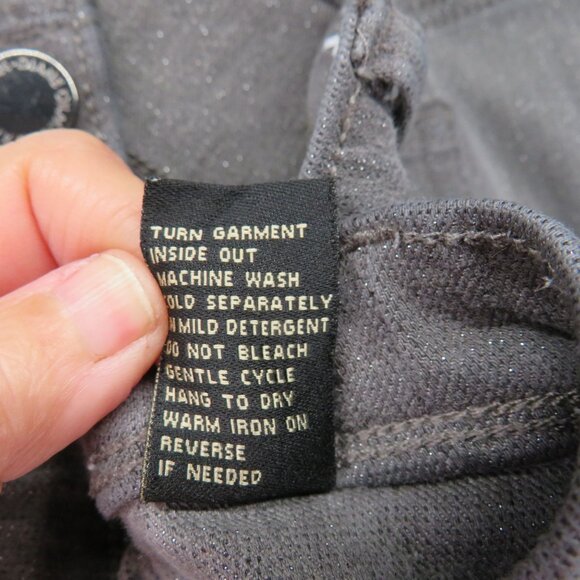 TURN GARMENT
INSIDE OUT
MACHINE WASH
COLD SEPARATELY
IN MILD DETERGENT
DO NOT BLEACH
GENTLE CYCLE
HANG TO DRY
WARM IRON ON
REVERSE
IF NEEDED